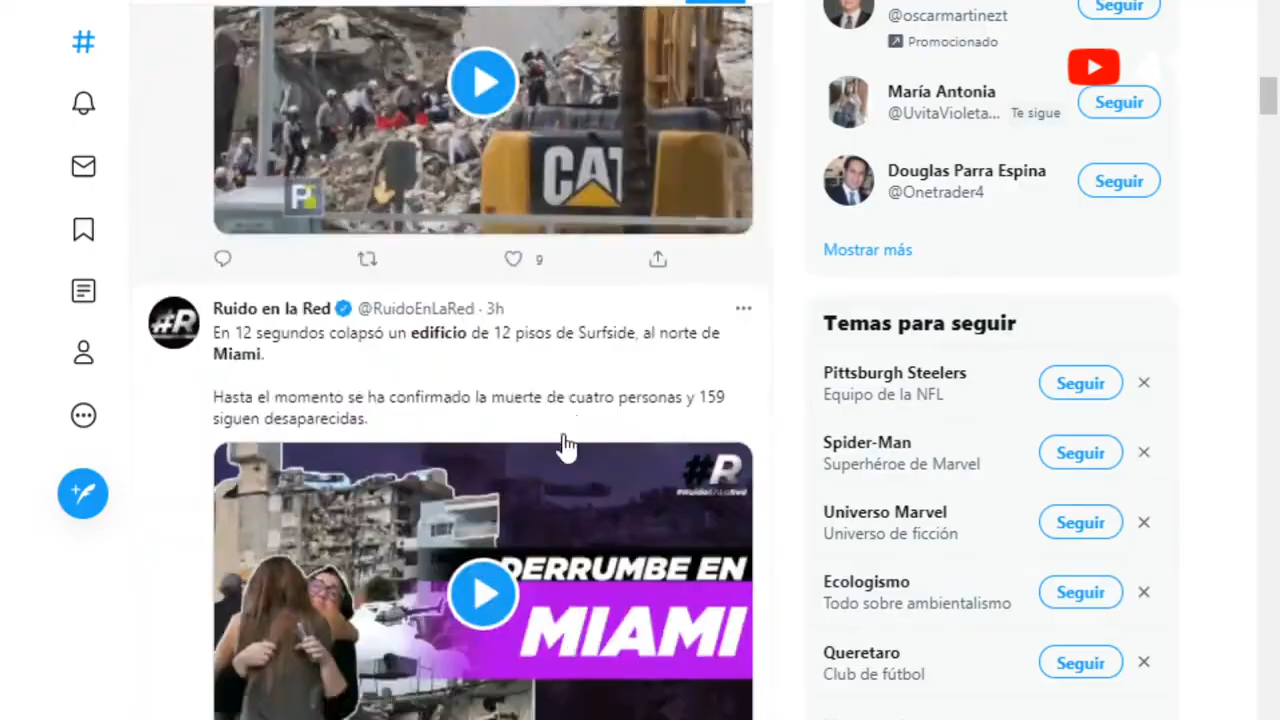 CAT
9
Ruido en la Red @RuidoEnLaRed · 3h
En 12 segundos colapsó un edificio de 12 pisos de Surfside, al norte de
Miami.
Hasta el momento se ha confirmado la muerte de cuatro personas y 159
siguen desaparecidas.
#R
#R
#RuidoEnLaRed
DERRUMBE EN
MIAMI
@oscarmartinezt
Seguir
Promocionado
María Antonia
@UvitaVioleta... Te sigue
Seguir
Douglas Parra Espina
@Onetrader4
Seguir
Mostrar más
Temas para seguir
Pittsburgh Steelers
Equipo de la NFL
Seguir
Spider-Man
Superhéroe de Marvel
Seguir
Universo Marvel
Universo de ficción
Seguir
Ecologismo
Todo sobre ambientalismo
Seguir
Queretaro
Club de fútbol
Seguir